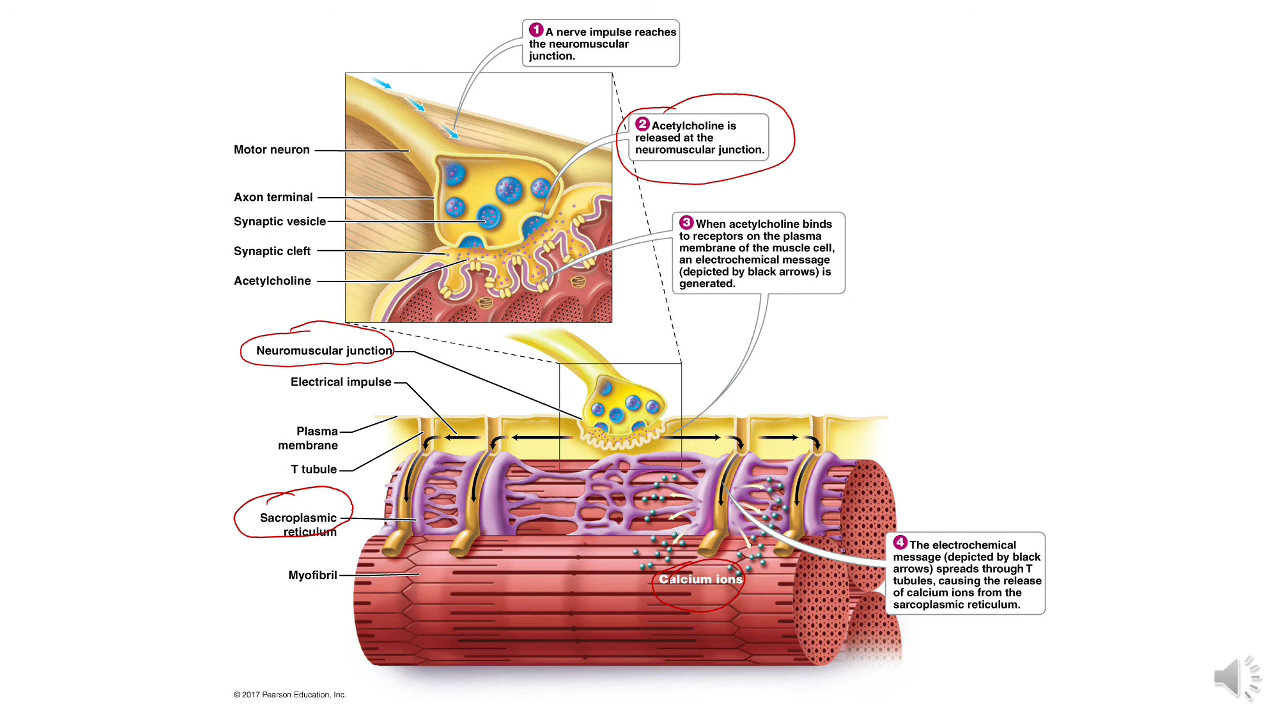 1 A nerve impulse reaches
the neuromuscular
junction.
2 Acetylcholine is
released at the
neuromuscular junction.
Motor neuron
Axon terminal
Synaptic vesicle
Synaptic cleft
Acetylcholine
3 When acetylcholine binds
to receptors on the plasma
membrane of the muscle cell,
an electrochemical message
(depicted by black arrows) is
generated.
Neuromuscular junction
Electrical impulse
Plasma
membrane
T tubule
Sacroplasmic
reticulum
Myofibril
Calcium ions
4 The electrochemical
message (depicted by black
arrows) spreads through T
tubules, causing the release
of calcium ions from the
sarcoplasmic reticulum.
© 2017 Pearson Education, Inc.